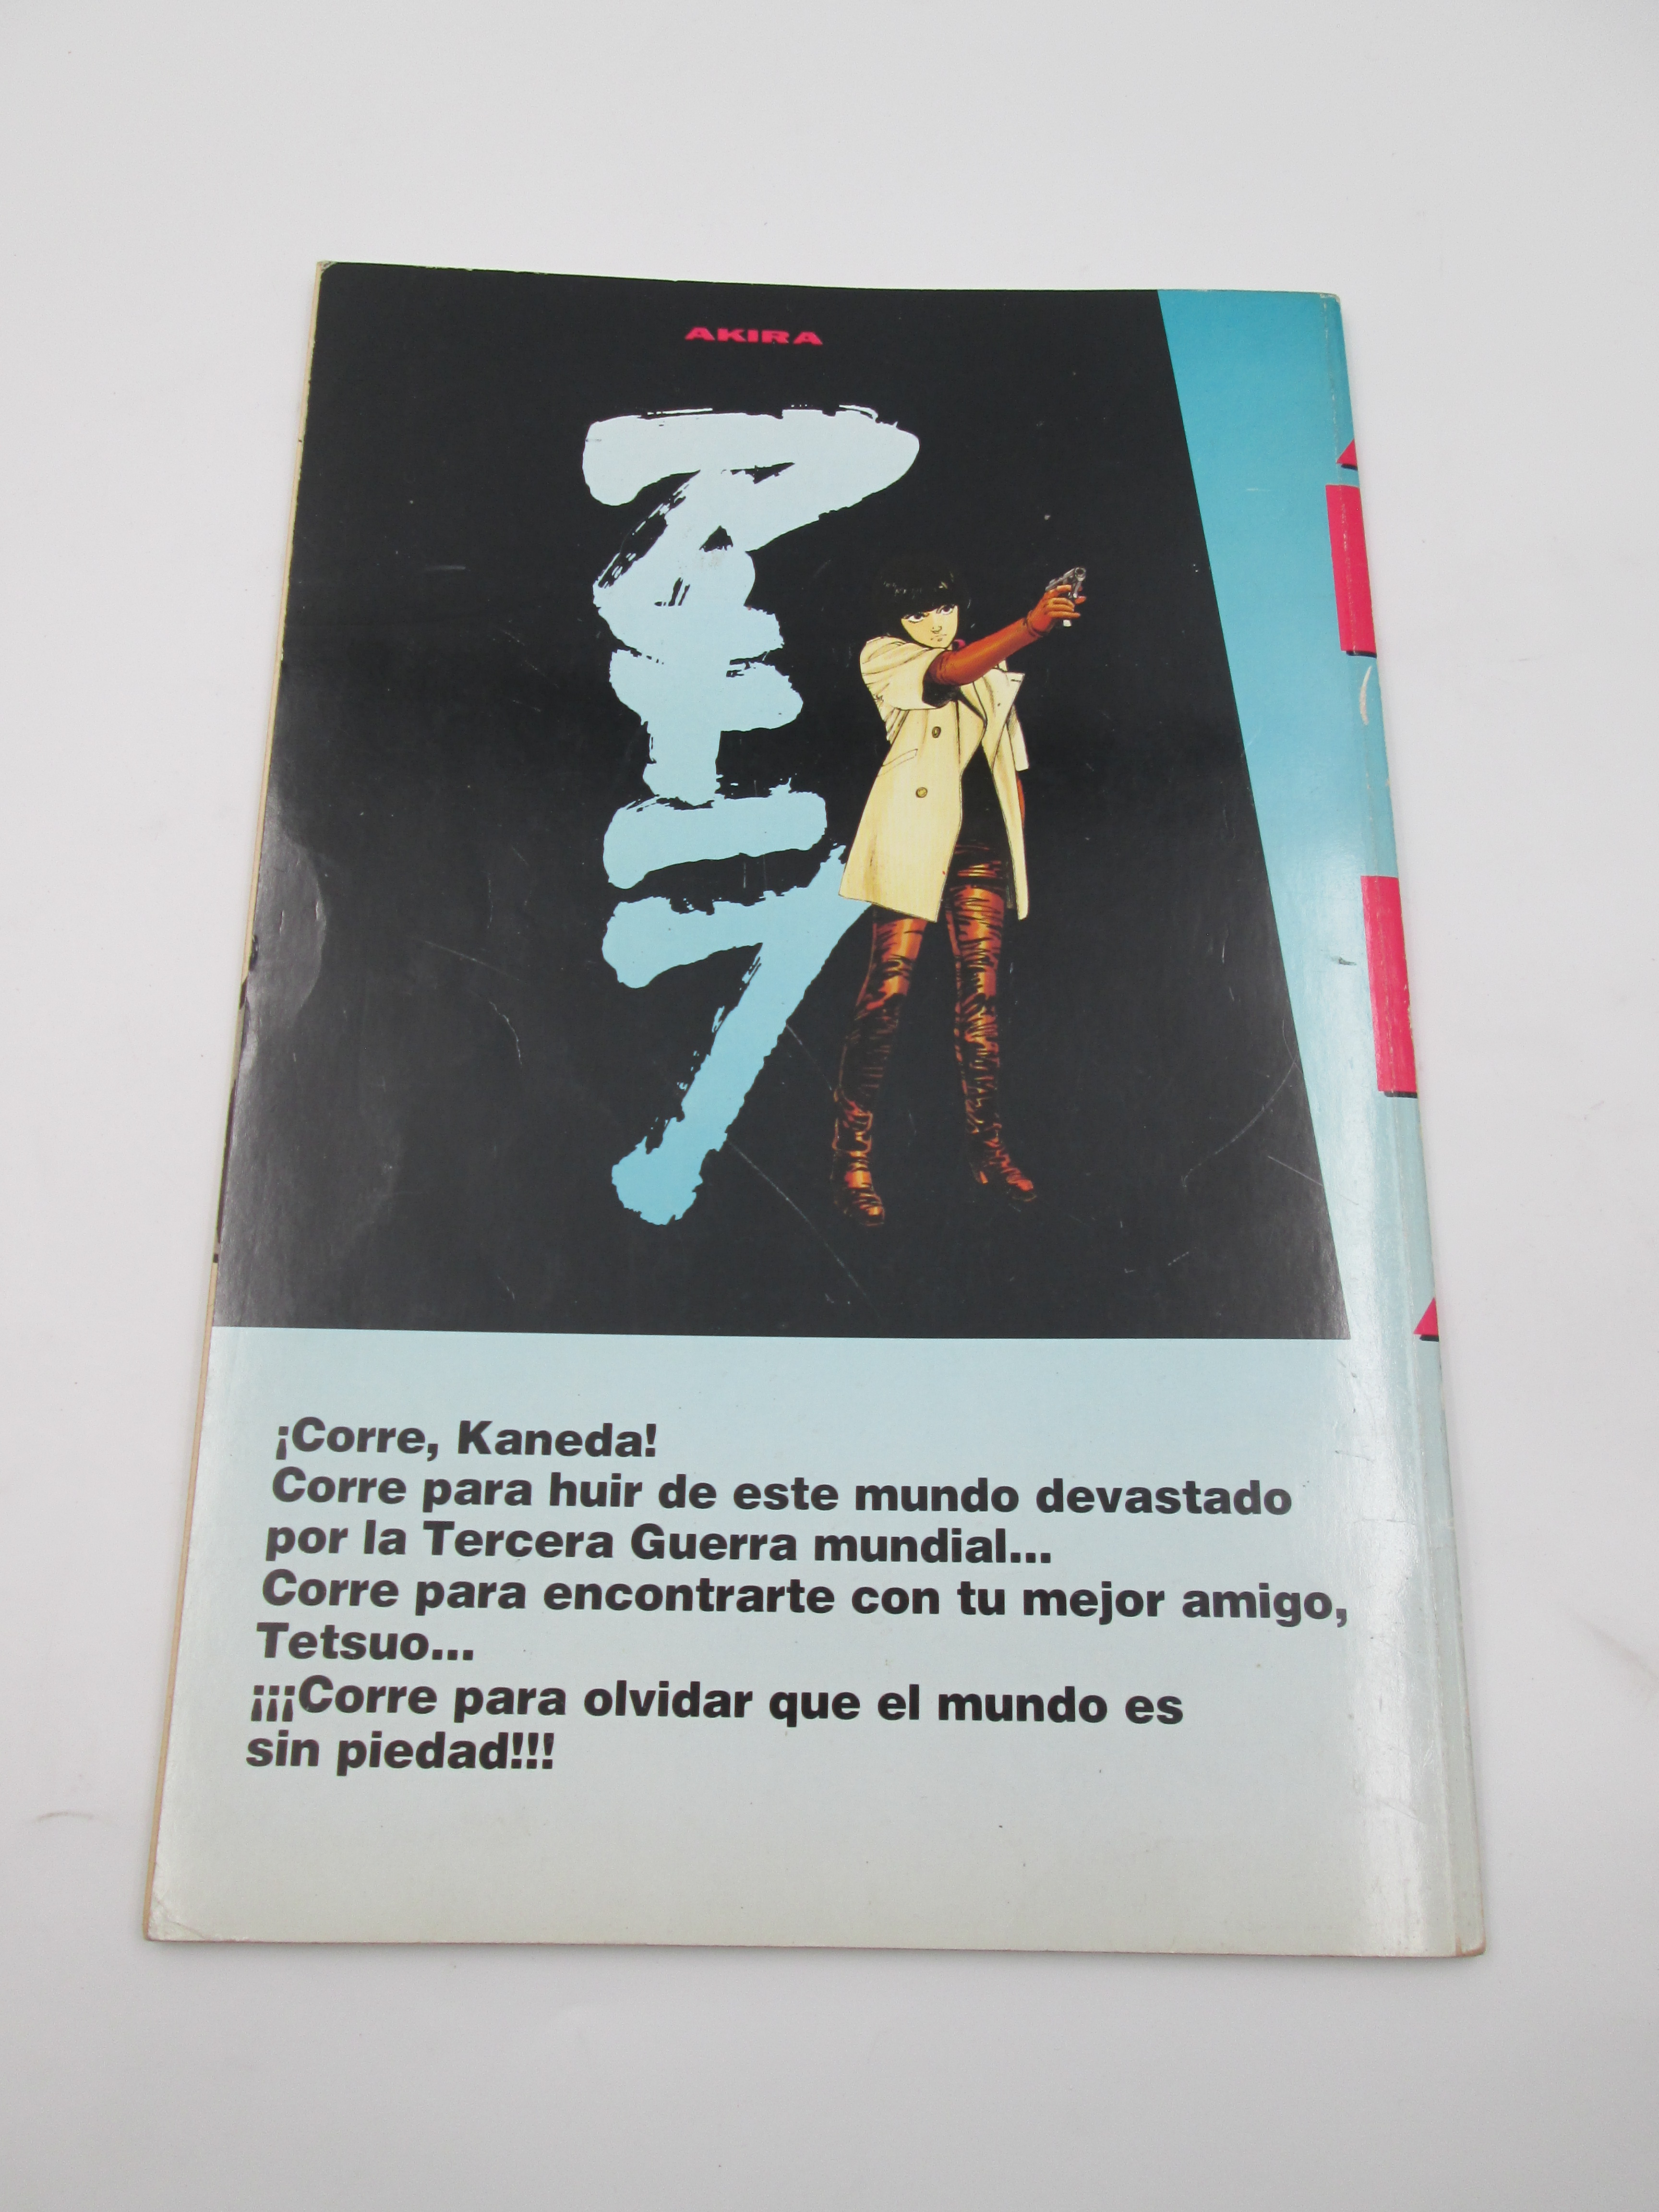 AKIRA
アキラ
¡Corre, Kaneda!
Corre para huir de este mundo devastado
por la Tercera Guerra mundial...
Corre para encontrarte con tu mejor amigo,
Tetsuo...
¡¡¡Corre para olvidar que el mundo es
sin piedad!!!